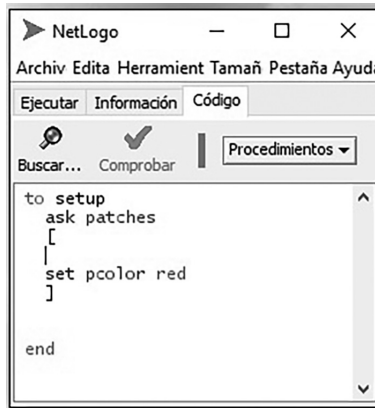 NetLogo
Archiv Edita Herramient Tamañ Pestaña Ayuda
Ejecutar Información Código
Buscar... Comprobar Procedimientos
to setup
ask patches
[
set pcolor red
]
end